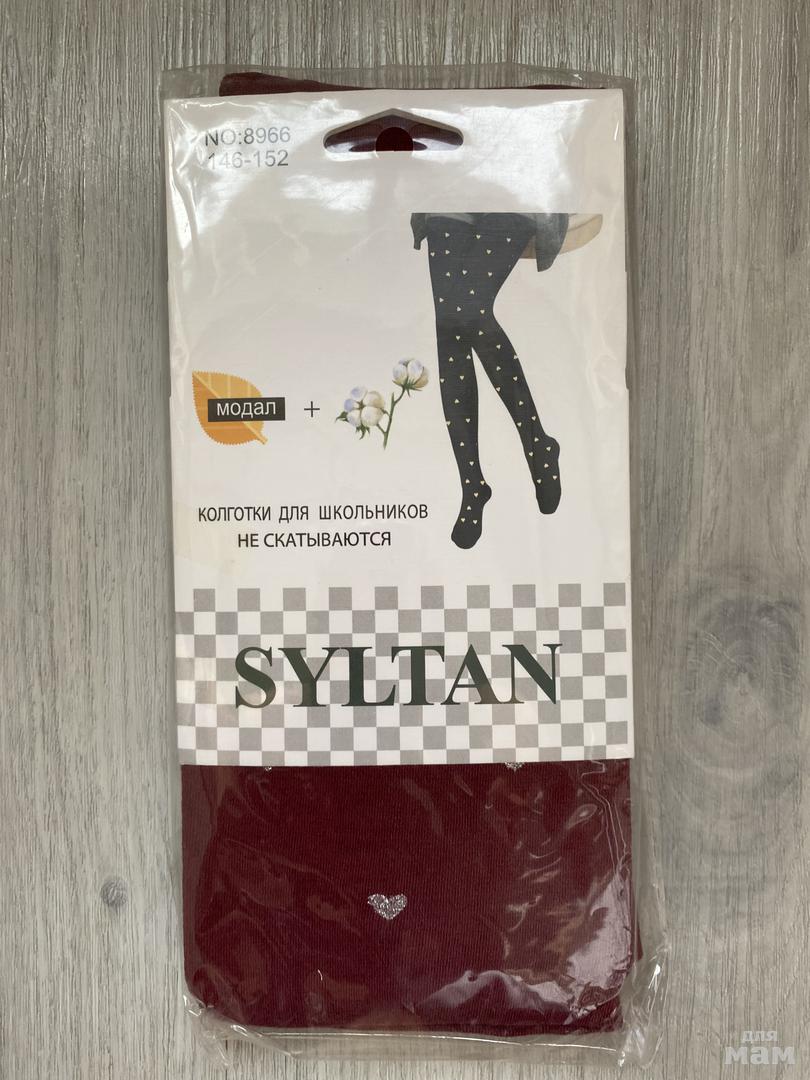 NO:8966
146-152
МОДАЛ +
КОЛГОТКИ ДЛЯ ШКОЛЬНИКОВ
НЕ СКАТЫВАЮТСЯ
SYLTAN
для
мам